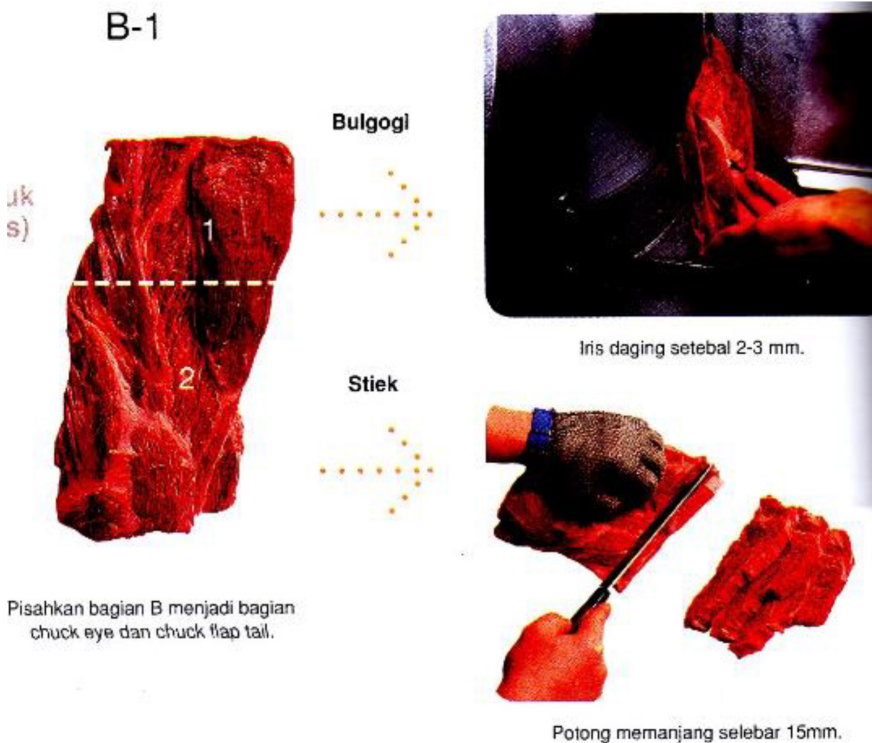 B-1
Bulgogi
uk
s)
1
2
Iris daging setebal 2-3 mm.
Stiek
Pisahkan bagian B menjadi bagian
chuck eye dan chuck flap tail.
Potong memanjang selebar 15mm.